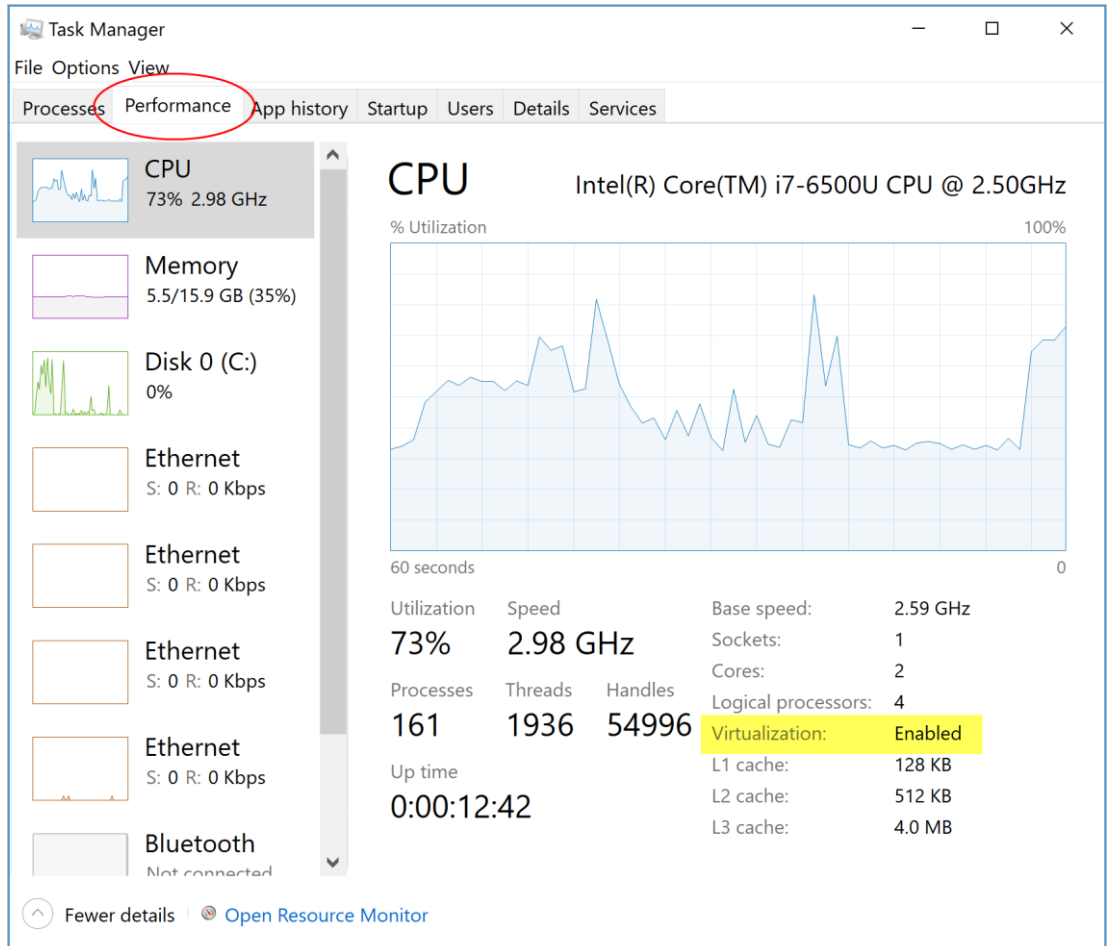 Task Manager
File Options View
Processes Performance App history Startup Users Details Services
CPU
73% 2.98 GHz
Memory
5.5/15.9 GB (35%)
Disk 0 (C:)
0%
Ethernet
S: 0 R: 0 Kbps
Ethernet
S: 0 R: 0 Kbps
Ethernet
S: 0 R: 0 Kbps
Ethernet
S: 0 R: 0 Kbps
Bluetooth
Not connected
CPU Intel(R) Core(TM) i7-6500U CPU @ 2.50GHz
% Utilization 100%
60 seconds 0
Utilization Speed
73% 2.98 GHz
Processes Threads Handles
161 1936 54996
Up time
0:00:12:42
Base speed: 2.59 GHz
Sockets: 1
Cores: 2
Logical processors: 4
Virtualization: Enabled
L1 cache: 128 KB
L2 cache: 512 KB
L3 cache: 4.0 MB
Fewer details Open Resource Monitor